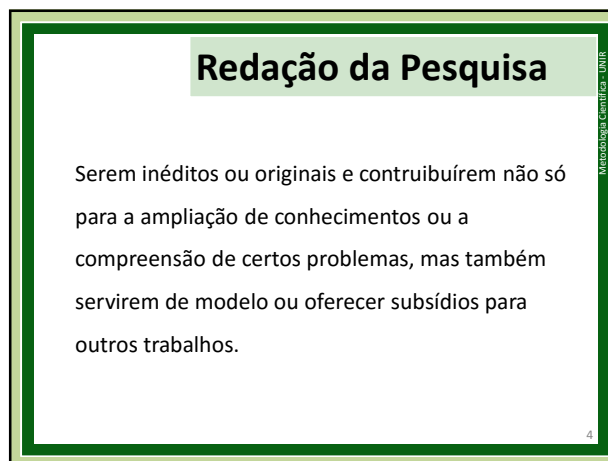 Redação da Pesquisa
Metodologia Científica - UNIR
Serem inéditos ou originais e contruibuírem não só
para a ampliação de conhecimentos ou a
compreensão de certos problemas, mas também
servirem de modelo ou oferecer subsídios para
outros trabalhos.
4